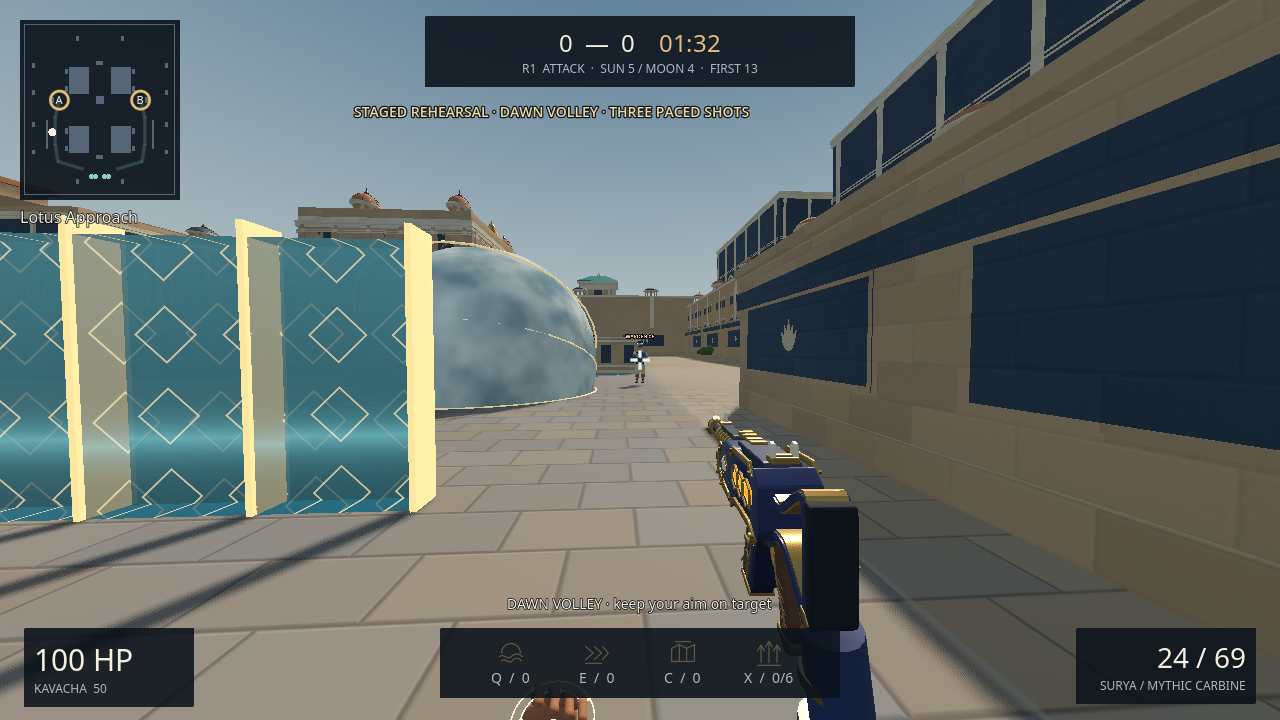 A
B
0 — 0 01:32
R1 ATTACK · SUN 5 / MOON 4 · FIRST 13
STAGED REHEARSAL · DAWN VOLLEY · THREE PACED SHOTS
Lotus Approach
DAWN VOLLEY · keep your aim on target
100 HP
KAVACHA 50
Q / 0
E / 0
C / 0
X / 0/6
24 / 69
SURYA / MYTHIC CARBINE